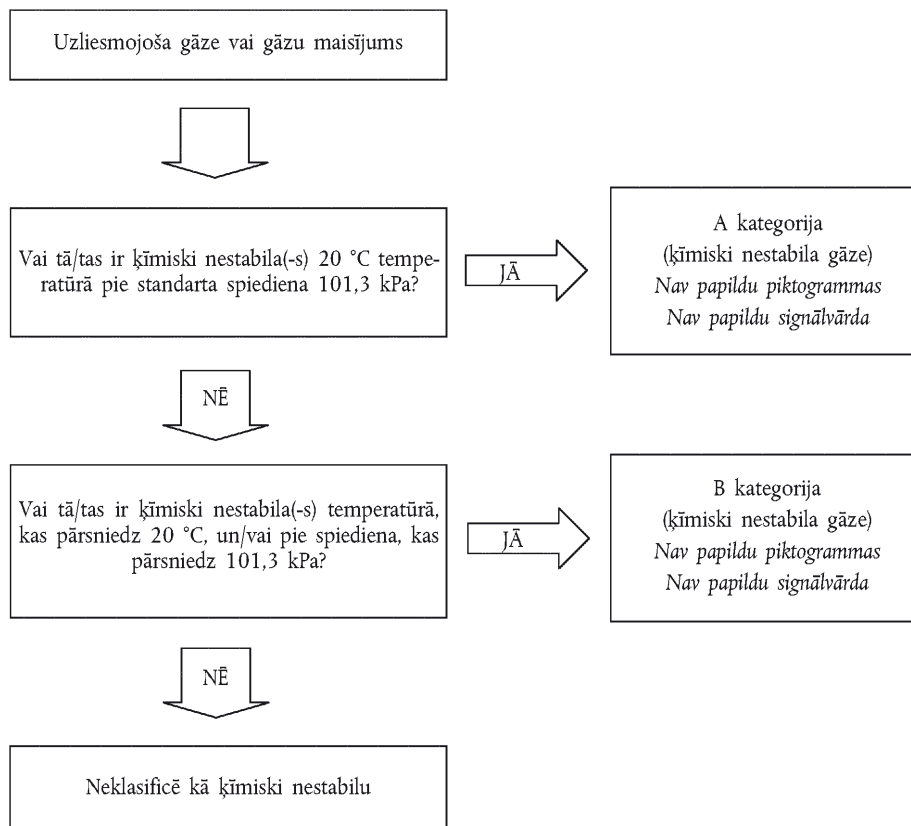 Uzliesmojoša gāze vai gāzu maisījums
Vai tā/tas ir ķīmiski nestabila(-s) 20 °C tempe-
ratūrā pie standarta spiediena 101,3 kPa?
JĀ
A kategorija
(ķīmiski nestabila gāze)
Nav papildu piktogrammas
Nav papildu signālvārda
NĒ
Vai tā/tas ir ķīmiski nestabila(-s) temperatūrā,
kas pārsniedz 20 °C, un/vai pie spiediena, kas
pārsniedz 101,3 kPa?
JĀ
B kategorija
(ķīmiski nestabila gāze)
Nav papildu piktogrammas
Nav papildu signālvārda
NĒ
Neklasificē kā ķīmiski nestabilu